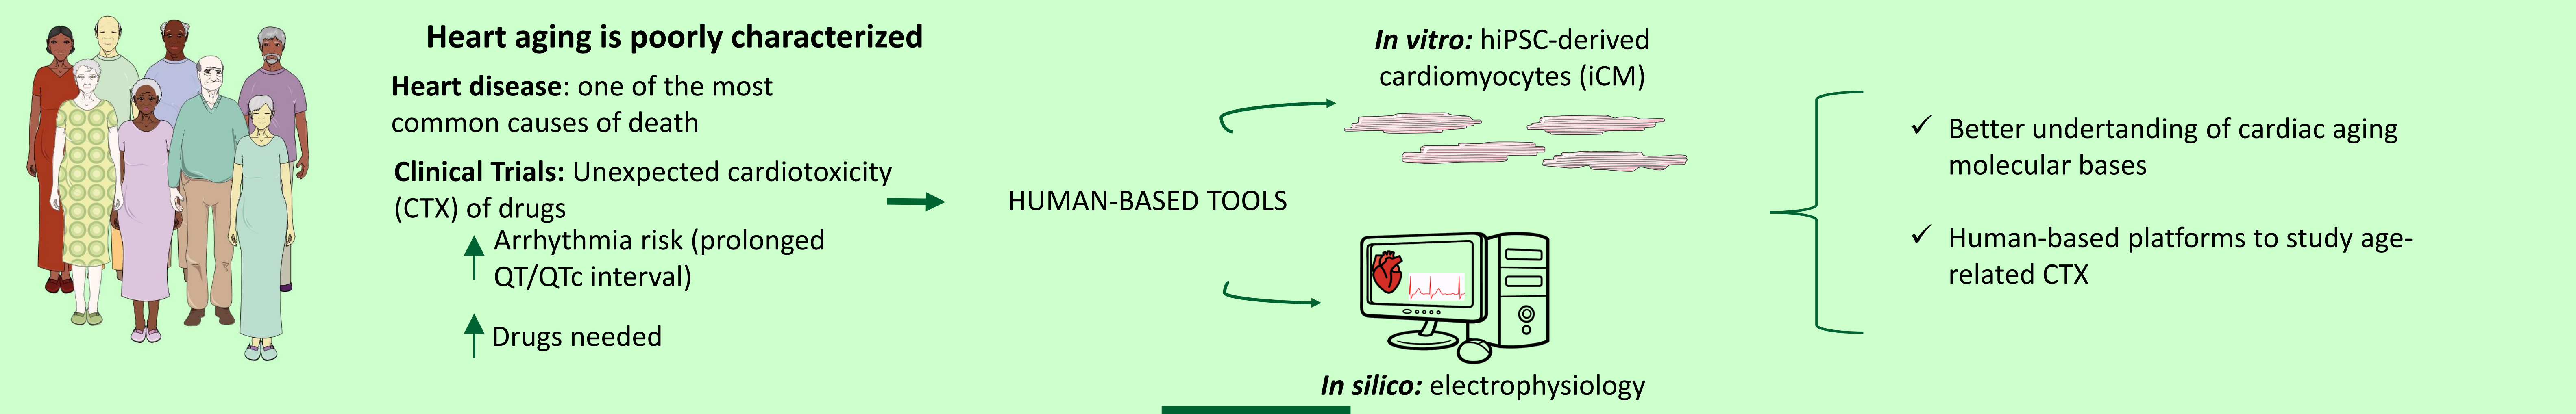 Heart aging is poorly characterized
Heart disease: one of the most
common causes of death
Clinical Trials: Unexpected cardiotoxicity
(CTX) of drugs
Arrhythmia risk (prolonged
QT/QTc interval)
Drugs needed
HUMAN-BASED TOOLS
In vitro: hiPSC-derived
cardiomyocytes (iCM)
In silico: electrophysiology
✓ Better undertanding of cardiac aging
molecular bases
✓ Human-based platforms to study age-
related CTX